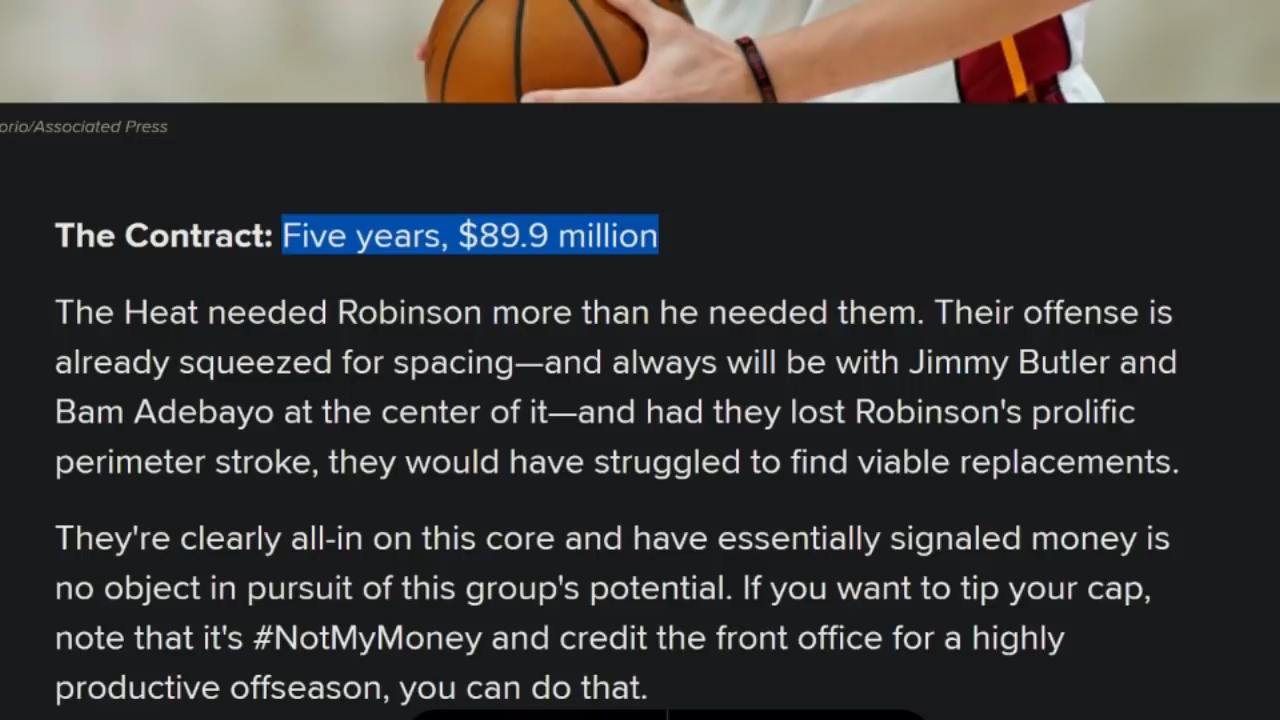 orio/Associated Press
The Contract: Five years, $89.9 million
The Heat needed Robinson more than he needed them. Their offense is
already squeezed for spacing—and always will be with Jimmy Butler and
Bam Adebayo at the center of it—and had they lost Robinson's prolific
perimeter stroke, they would have struggled to find viable replacements.
They're clearly all-in on this core and have essentially signaled money is
no object in pursuit of this group's potential. If you want to tip your cap,
note that it's #NotMyMoney and credit the front office for a highly
productive offseason, you can do that.